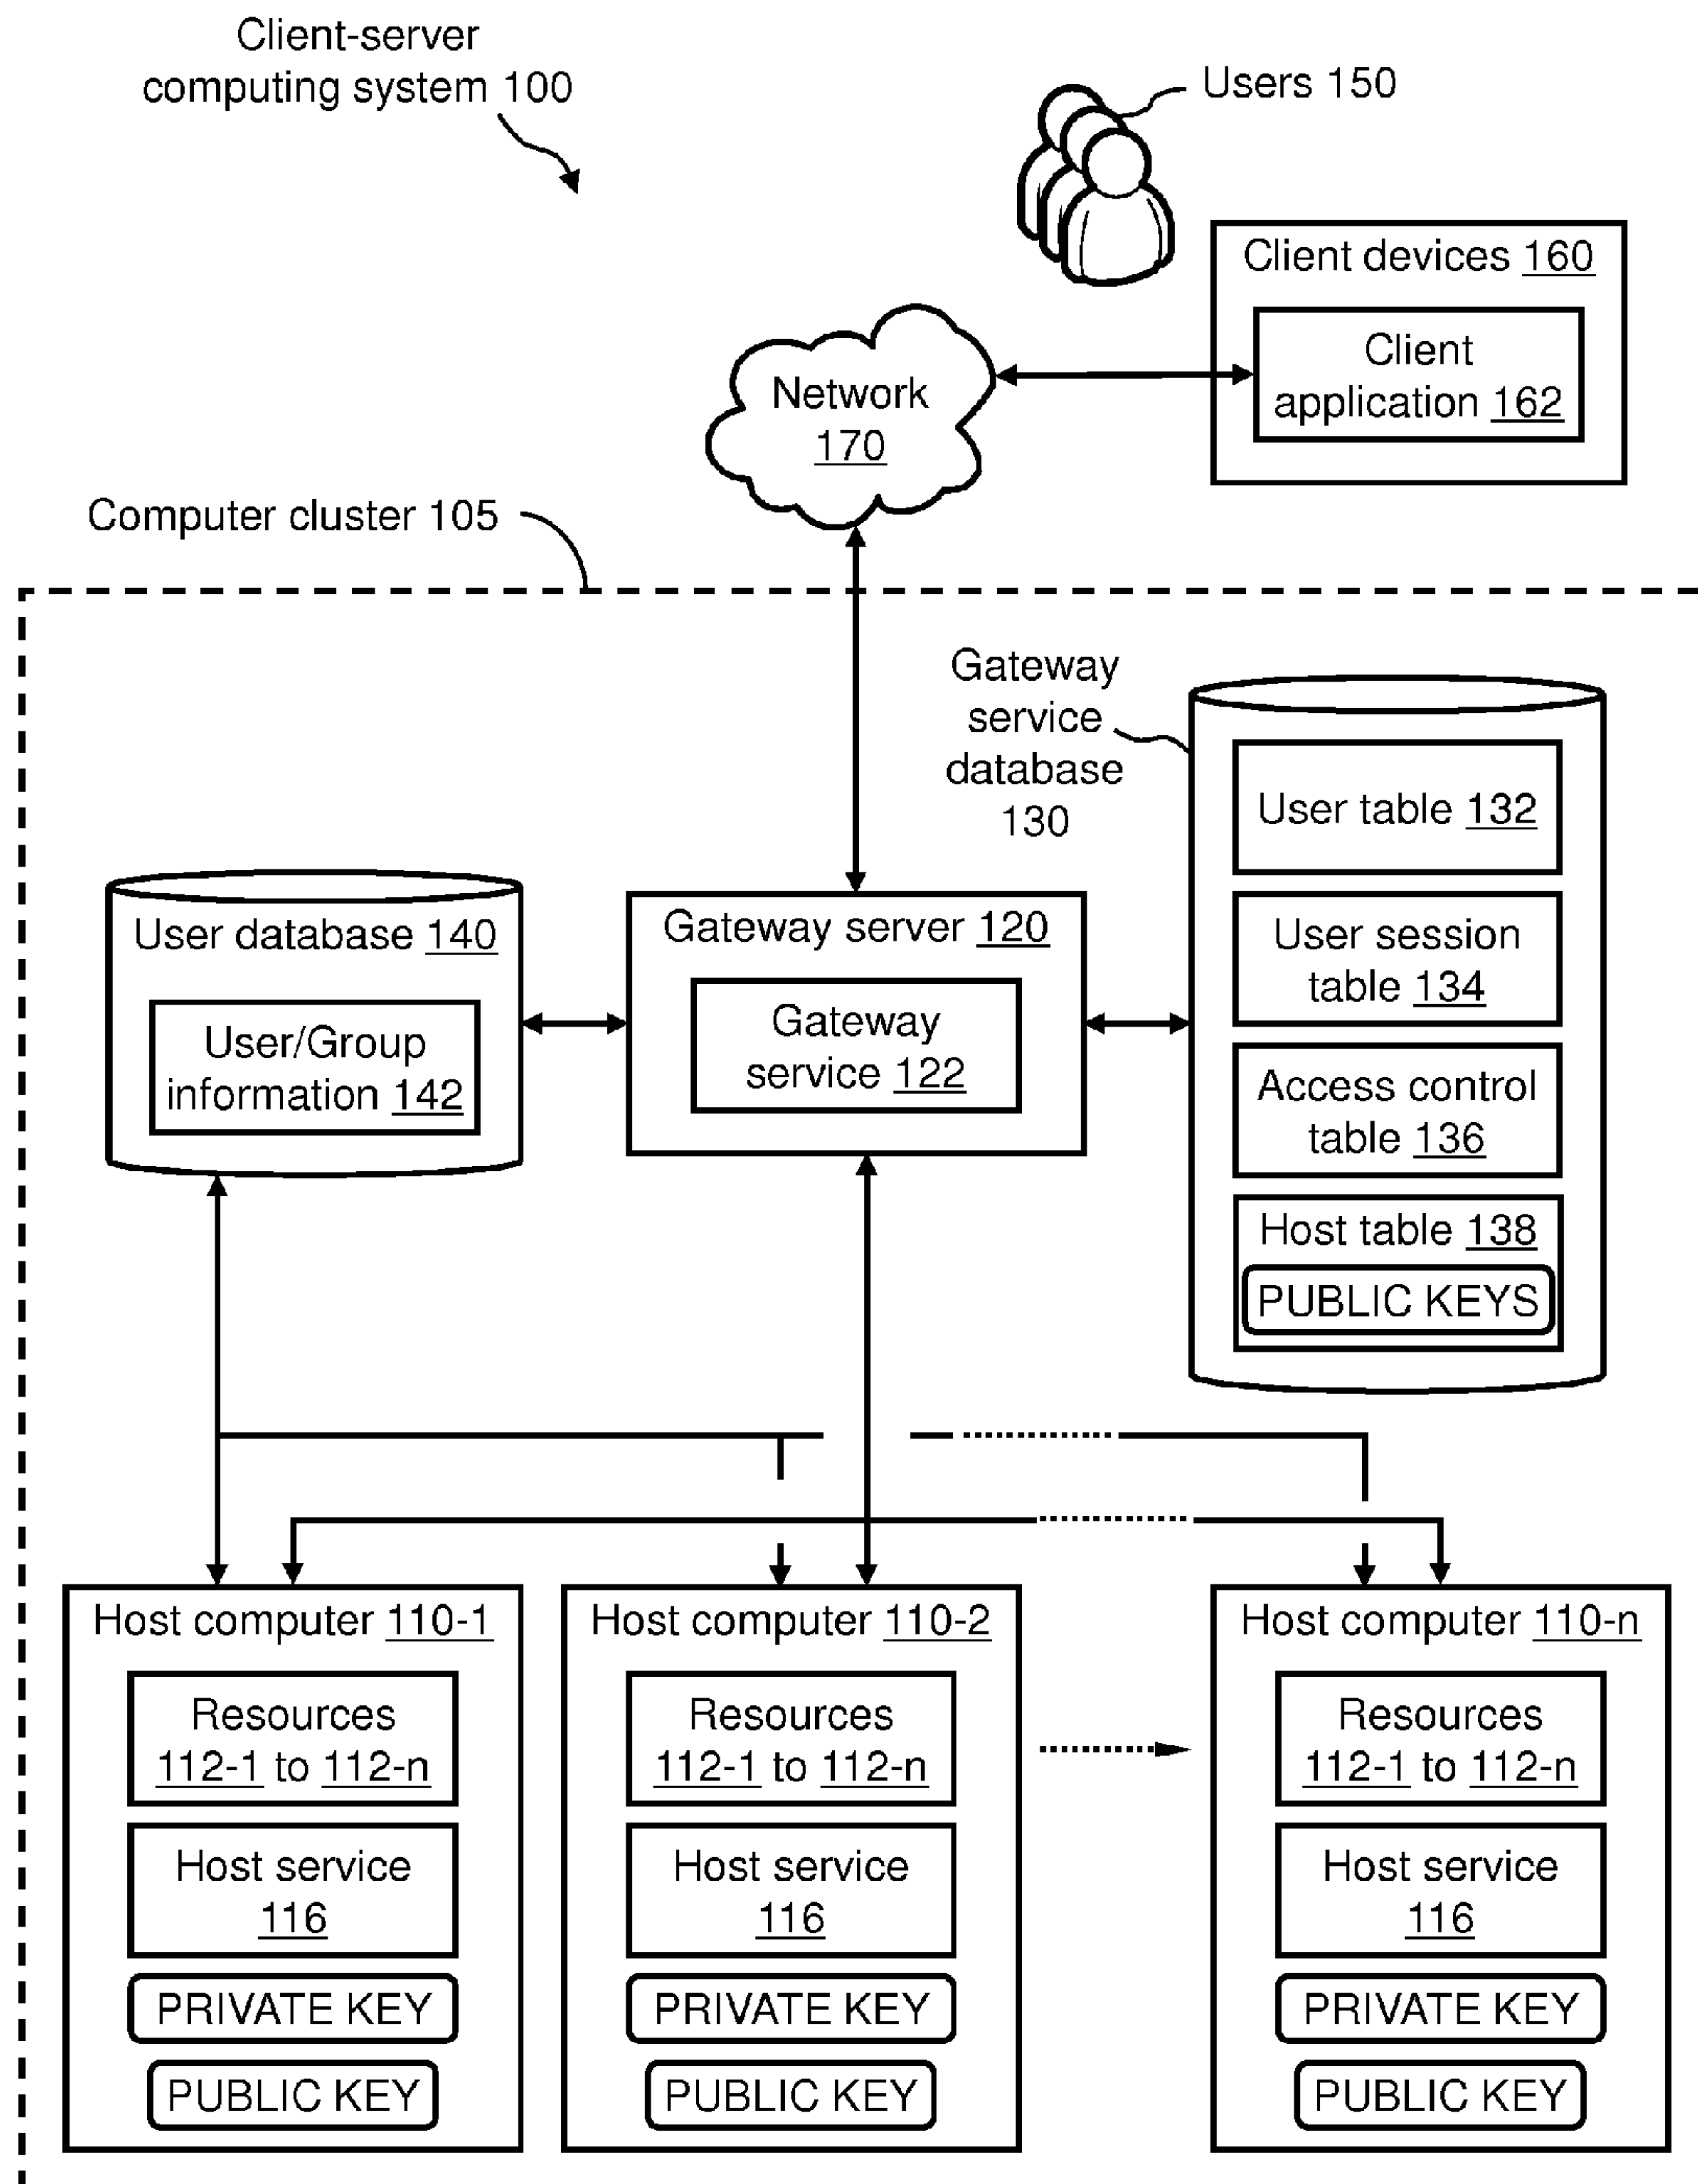 Client-server
computing system 100
Users 150
Client devices 160
Client
application 162
Network
170
Computer cluster 105
Gateway
service
database
130
User table 132
User session
table 134
Access control
table 136
Host table 138
PUBLIC KEYS
User database 140
User/Group
information 142
Gateway server 120
Gateway
service 122
Host computer 110-1
Resources
112-1 to 112-n
Host service
116
PRIVATE KEY
PUBLIC KEY
Host computer 110-2
Resources
112-1 to 112-n
Host service
116
PRIVATE KEY
PUBLIC KEY
Host computer 110-n
Resources
112-1 to 112-n
Host service
116
PRIVATE KEY
PUBLIC KEY